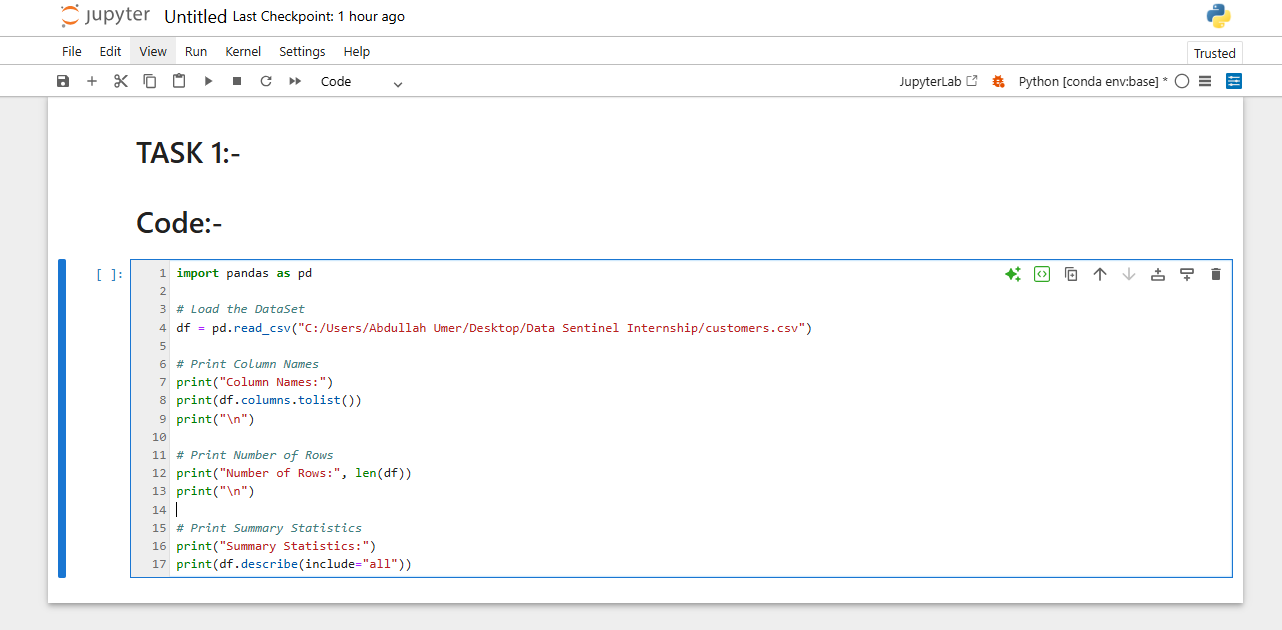 jupyter Untitled Last Checkpoint: 1 hour ago
File Edit View Run Kernel Settings Help Trusted
Code JupyterLab Python [conda env:base] *
TASK 1:-
Code:-
[ ]:
1 import pandas as pd
2
3 # Load the DataSet
4 df = pd.read_csv("C:/Users/Abdullah Umer/Desktop/Data Sentinel Internship/customers.csv")
5
6 # Print Column Names
7 print("Column Names:")
8 print(df.columns.tolist())
9 print("\n")
10
11 # Print Number of Rows
12 print("Number of Rows:", len(df))
13 print("\n")
14
15 # Print Summary Statistics
16 print("Summary Statistics:")
17 print(df.describe(include="all"))